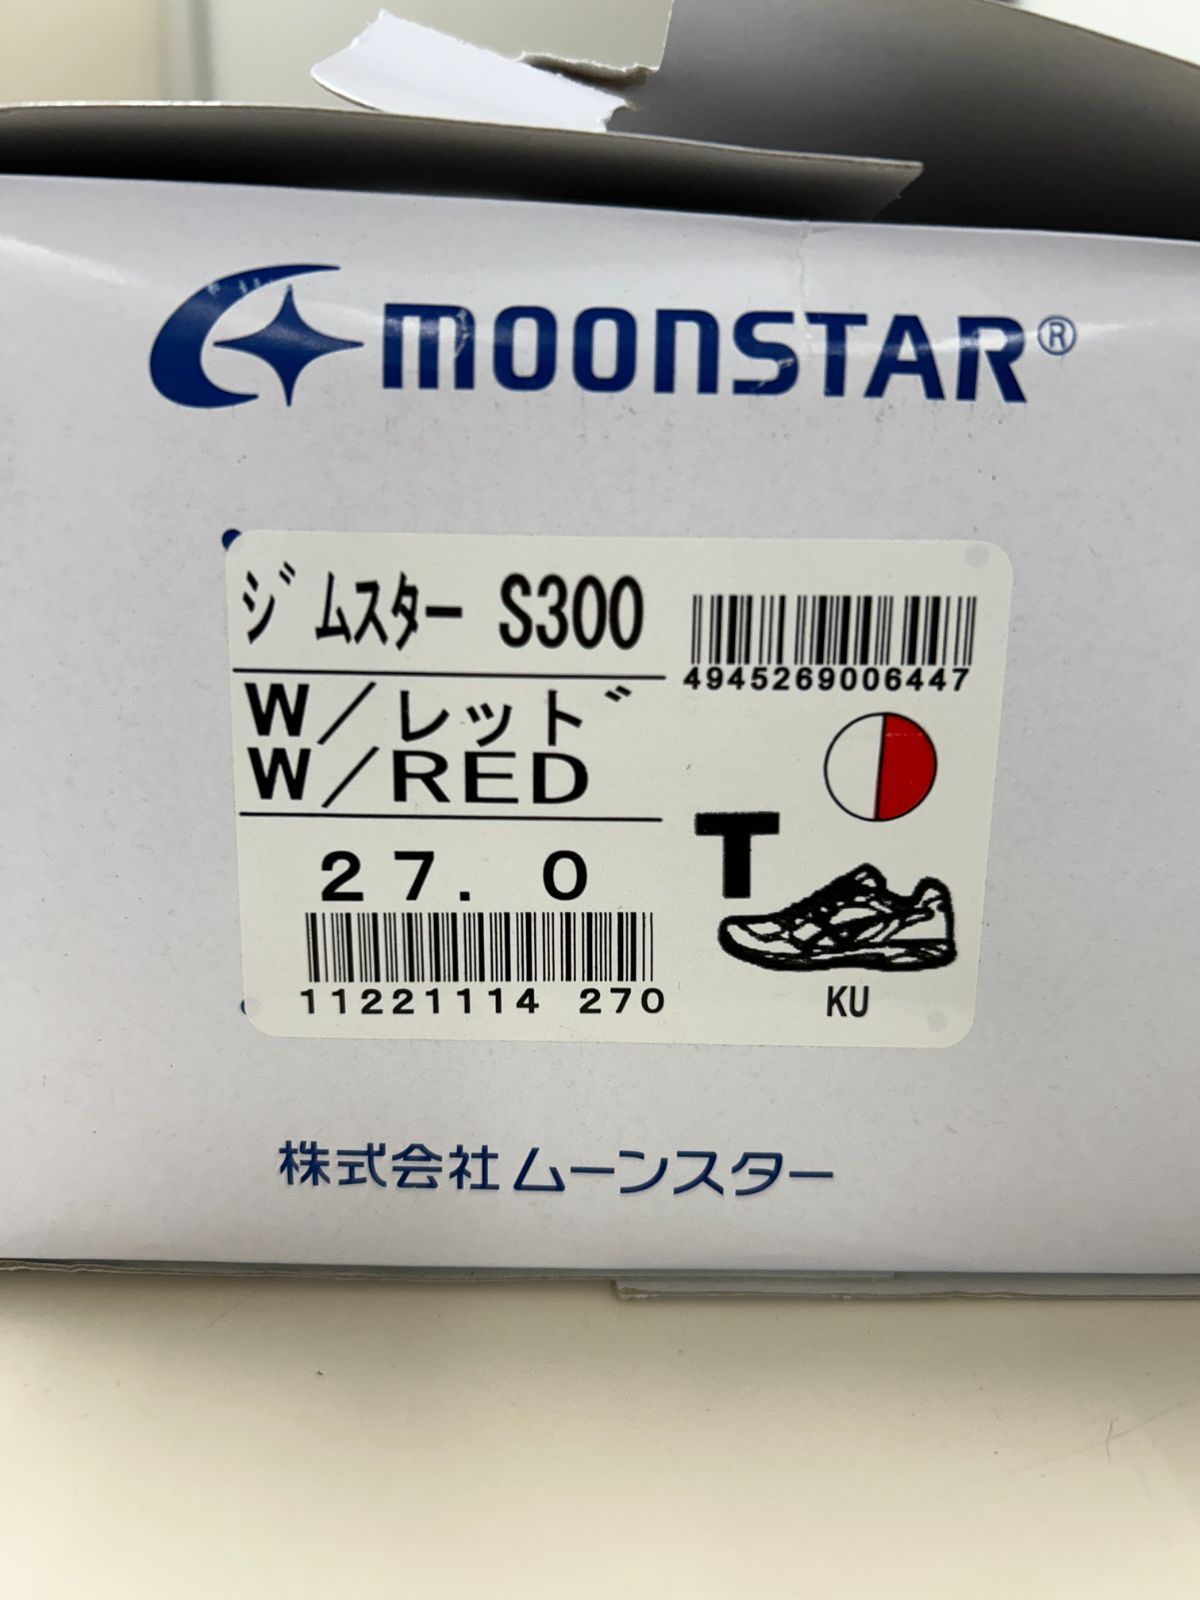 MOONSTAR®
ジムスター S300
4945269006447
W/レッド
W/RED
27.0
T
11221114 270
KU
株式会社ムーンスター